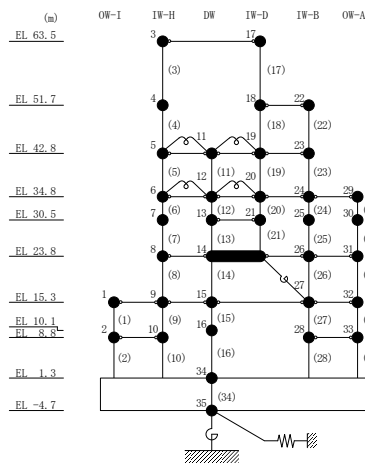 (m) OW-I IW-H DW IW-D IW-B OW-A
EL 63.5 3 17
(3) (17)
EL 51.7 4 18 22
(4) 11 (18) 19 (22)
EL 42.8 5 23
(5) 12 (11) 20 (19) (23)
EL 34.8 6 24 29
(6) (12) (20) (24)
EL 30.5 7 13 21 25 30
(7) (13) (21) (25)
EL 23.8 8 14 26 31
(8) (14) (26)
27
EL 15.3 1 9 15 32
(1) (9) (15) (27)
EL 10.1 16
EL 8.8 2 10 28 33
(2) (10) (16) (28)
EL 1.3 34
(34)
EL -4.7 35